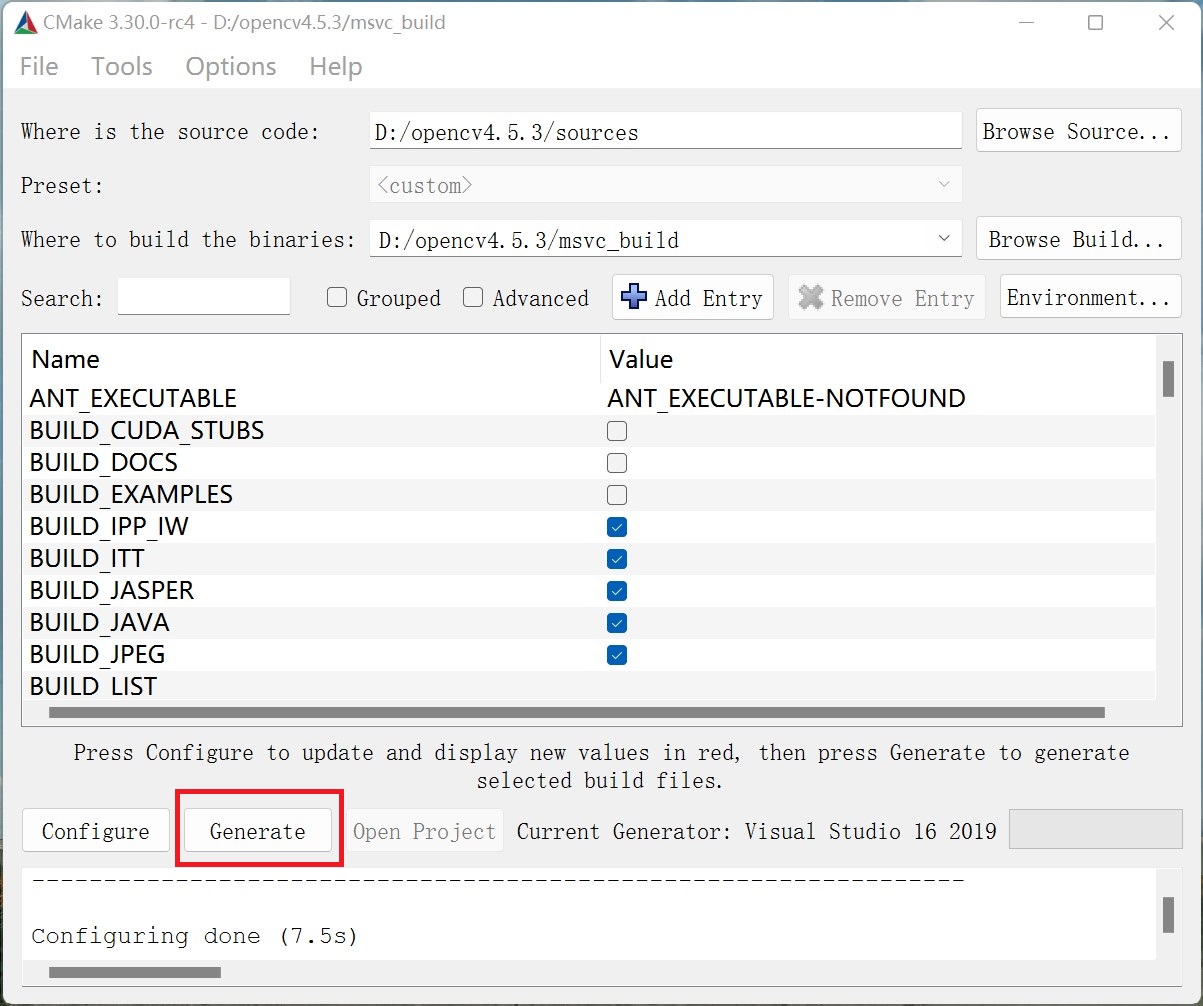 CMake 3.30.0-rc4 - D:/opencv4.5.3/msvc_build
File Tools Options Help
Where is the source code: D:/opencv4.5.3/sources Browse Source...
Preset: <custom>
Where to build the binaries: D:/opencv4.5.3/msvc_build Browse Build...
Search: Grouped Advanced Add Entry Remove Entry Environment...
Name Value
ANT_EXECUTABLE ANT_EXECUTABLE-NOTFOUND
BUILD_CUDA_STUBS
BUILD_DOCS
BUILD_EXAMPLES
BUILD_IPP_IW
BUILD_ITT
BUILD_JASPER
BUILD_JAVA
BUILD_JPEG
BUILD_LIST
Press Configure to update and display new values in red, then press Generate to generate
selected build files.
Configure Generate Open Project Current Generator: Visual Studio 16 2019
Configuring done (7.5s)